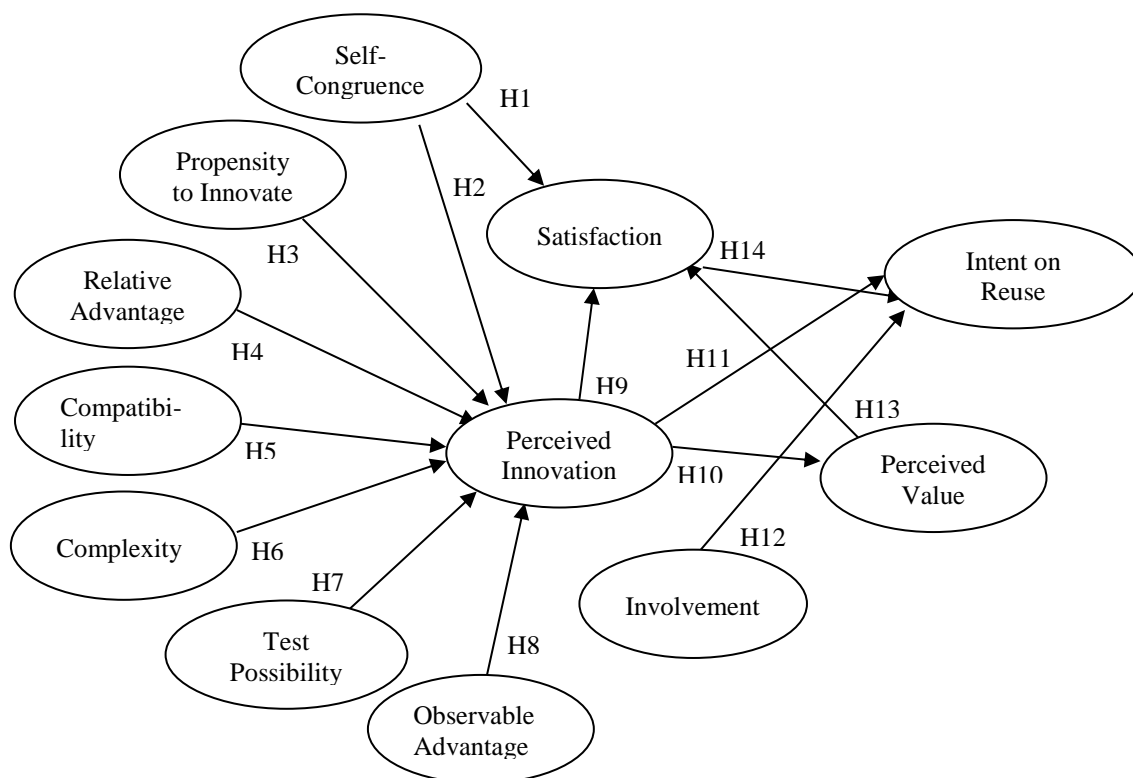 Self-
Congruence
H1
Propensity
to Innovate
H2
H3
Satisfaction
H14
Intent on
Reuse
Relative
Advantage
H4
H11
H9
Compatibi-
lity
H5
Perceived
Innovation
H10
H13
Perceived
Value
Complexity
H6
H7
H12
Involvement
Test
Possibility
H8
Observable
Advantage